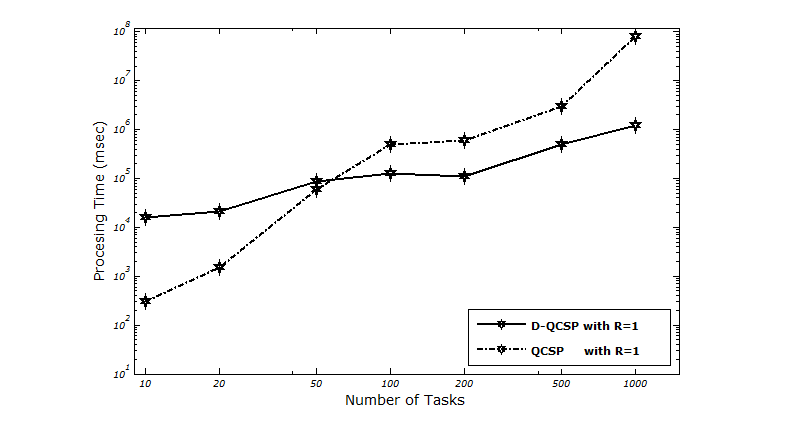 10^8
10^7
10^6
10^5
10^4
10^3
10^2
10^1
Procesing Time (msec)
D-QCSP with R=1
QCSP with R=1
10 20 50 100 200 500 1000
Number of Tasks